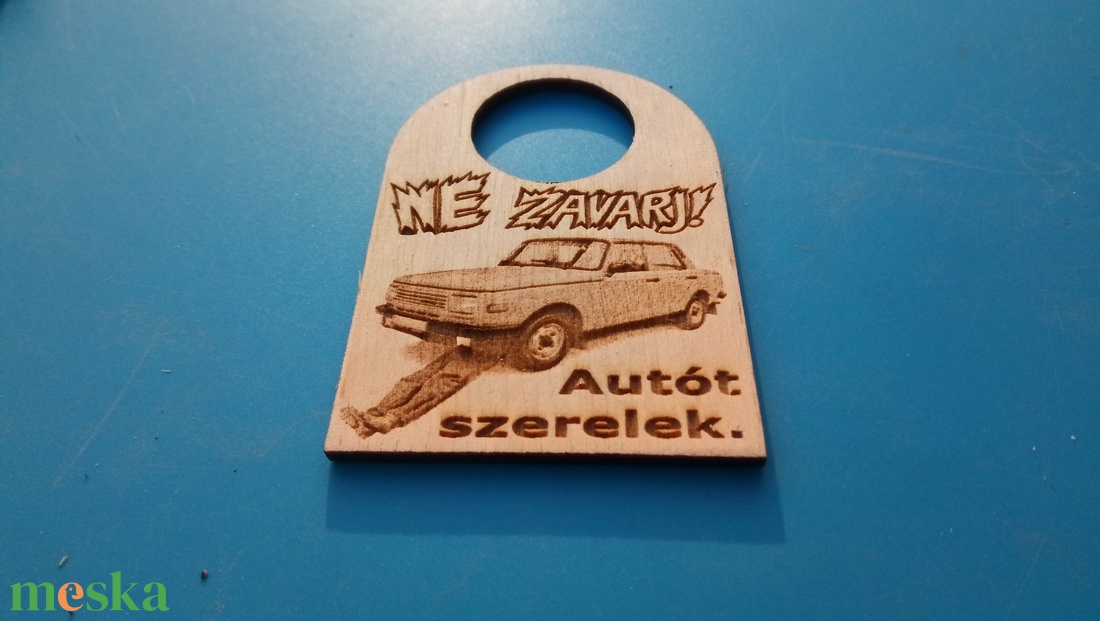 NE ZAVARJ!
Autót
szerelek.
meska